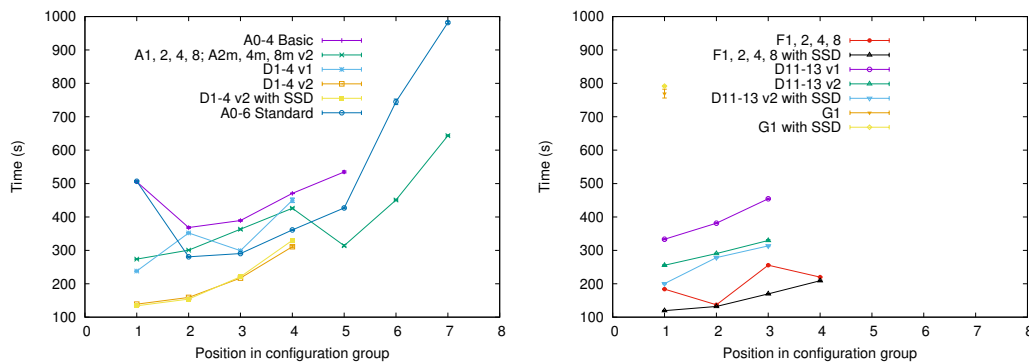 1000
900
800
700
600
500
400
300
200
100
Time (s)
0 1 2 3 4 5 6 7 8
Position in configuration group
A0-4 Basic
A1, 2, 4, 8; A2m, 4m, 8m v2
D1-4 v1
D1-4 v2
D1-4 v2 with SSD
A0-6 Standard
1000
900
800
700
600
500
400
300
200
100
Time (s)
0 1 2 3 4 5 6 7 8
Position in configuration group
F1, 2, 4, 8
F1, 2, 4, 8 with SSD
D11-13 v1
D11-13 v2
D11-13 v2 with SSD
G1
G1 with SSD